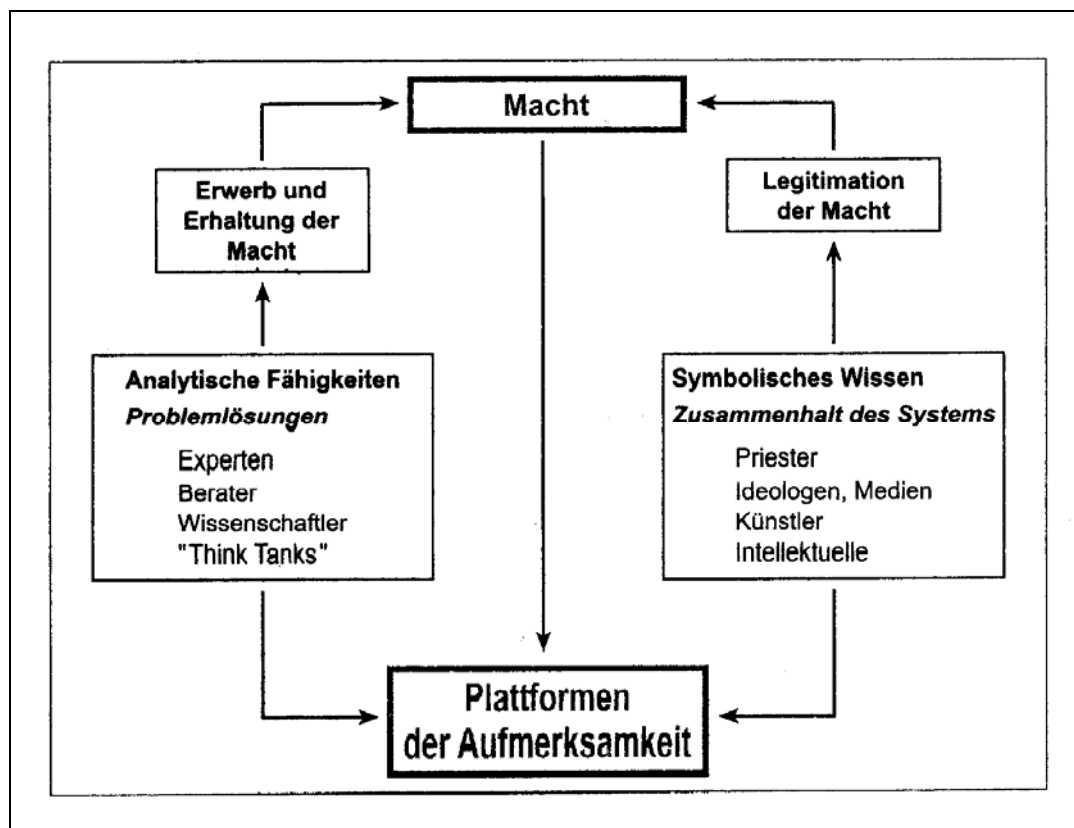 Macht
Erwerb und
Erhaltung der
Macht
Legitimation
der Macht
Analytische Fähigkeiten
Problemlösungen
Experten
Berater
Wissenschaftler
"Think Tanks"
Symbolisches Wissen
Zusammenhalt des Systems
Priester
Ideologen, Medien
Künstler
Intellektuelle
Plattformen
der Aufmerksamkeit